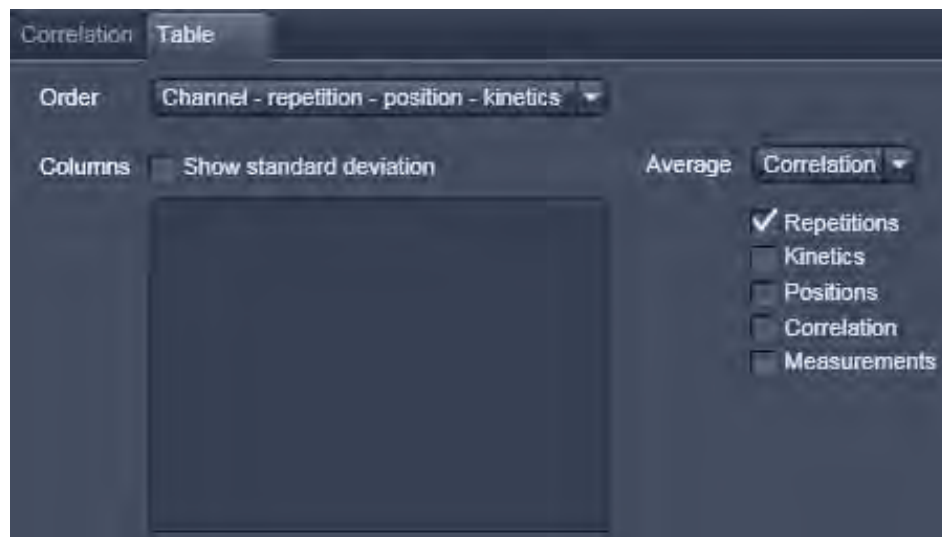 Correlation Table
Order Channel - repetition - position - kinetics
Columns Show standard deviation Average Correlation
Repetitions
Kinetics
Positions
Correlation
Measurements